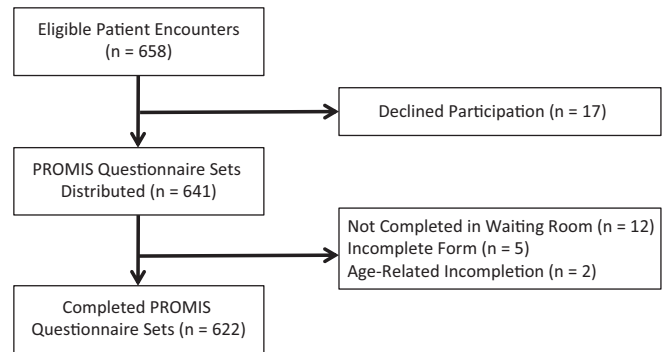 Eligible Patient Encounters
(n = 658)
Declined Participation (n = 17)
PROMIS Questionnaire Sets
Distributed (n = 641)
Not Completed in Waiting Room (n = 12)
Incomplete Form (n = 5)
Age-Related Incompletion (n = 2)
Completed PROMIS
Questionnaire Sets (n = 622)